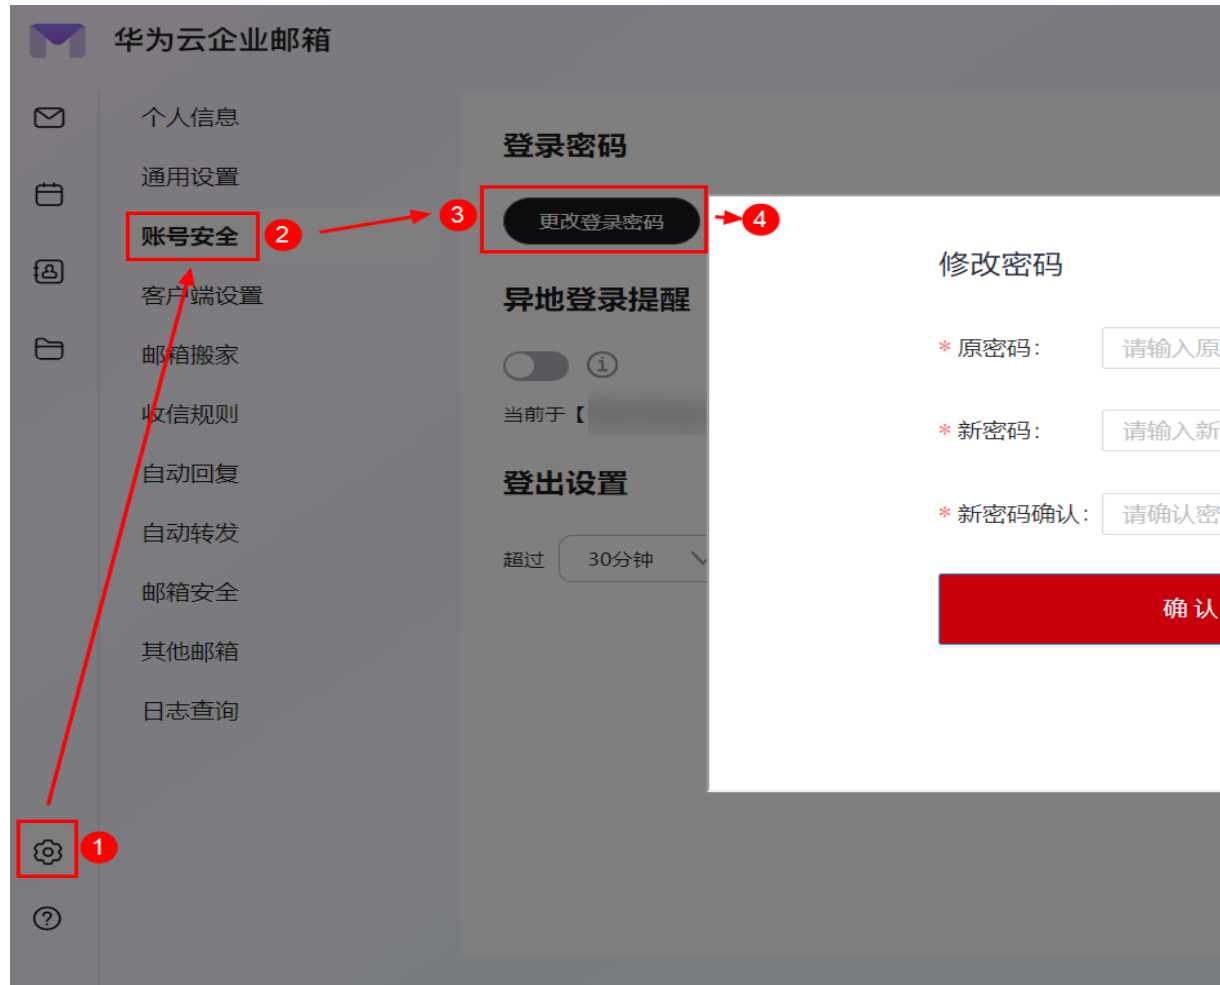 华为云企业邮箱
个人信息
通用设置
账号安全
2
客户端设置
邮箱搬家
收信规则
自动回复
自动转发
邮箱安全
其他邮箱
日志查询
1
登录密码
3
更改登录密码
4
异地登录提醒
当前于【
登出设置
超过 30分钟
修改密码
* 原密码： 请输入原
* 新密码： 请输入新
* 新密码确认： 请确认密
确 认